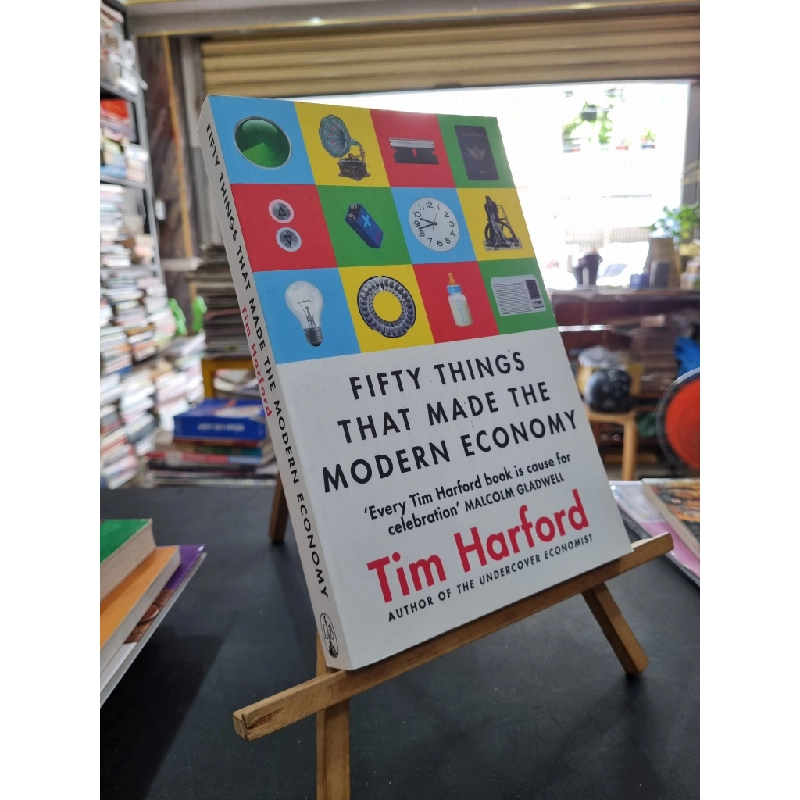 FIFTY THINGS THAT MADE THE MODERN ECONOMY
Tim Harford
FIFTY THINGS
THAT MADE THE
MODERN ECONOMY
'Every Tim Harford book is cause for
celebration' MALCOLM GLADWELL
Tim Harford
AUTHOR OF THE UNDERCOVER ECONOMIST